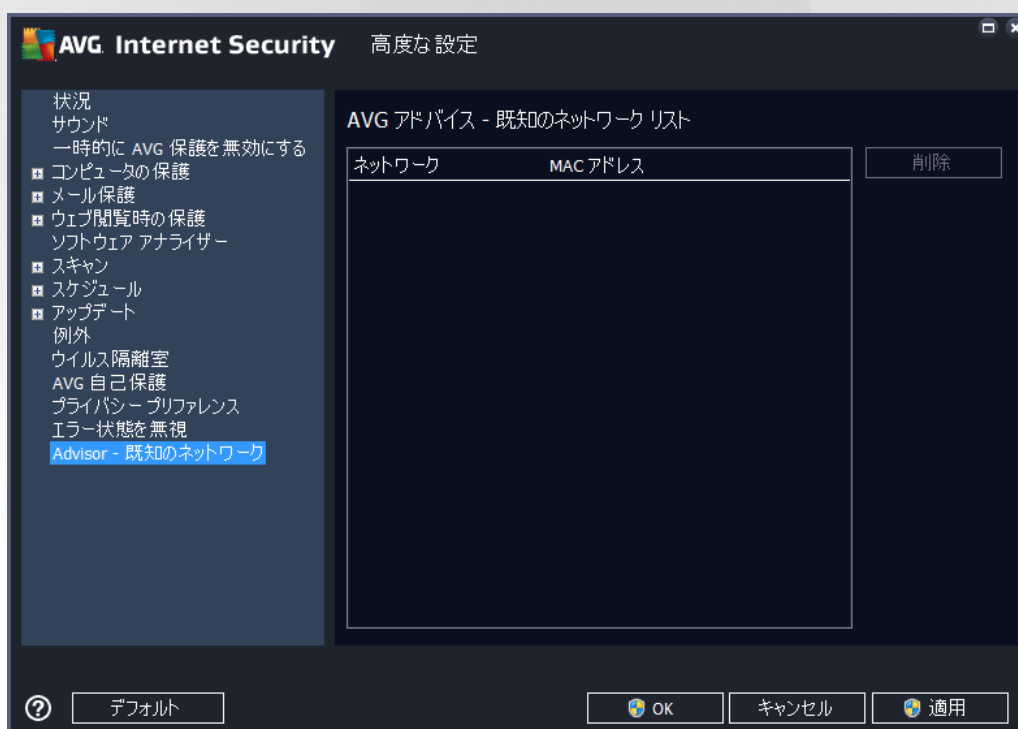 AVG. Internet Security 高度な設定
状況
サウンド
一時的に AVG 保護を無効にする
コンピュータの保護
メール保護
ウェブ閲覧時の保護
ソフトウェア アナライザー
スキャン
スケジュール
アップデート
例外
ウイルス隔離室
AVG 自己保護
プライバシー プリファレンス
エラー状態を無視
Advisor - 既知のネットワーク
AVG アドバイス - 既知のネットワーク リスト
ネットワーク MAC アドレス
削除
デフォルト
OK
キャンセル
適用